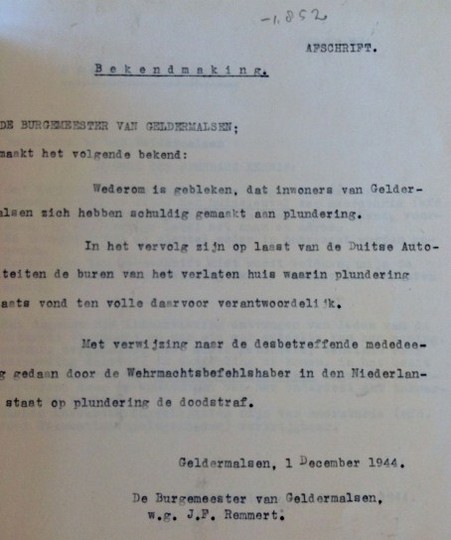 -1.852
AFSCHRIFT.
Bekendmaking.
DE BURGEMEESTER VAN GELDERMALSEN;
maakt het volgende bekend:
Wederom is gebleken, dat inwoners van Gelder-
alsen zich hebben schuldig gemaakt aan plundering.
In het vervolg zijn op laast van de Duitse Auto-
iteiten de buren van het verlaten huis waarin plundering
aats vond ten volle daarvoor verantwoordelijk.
Met verwijzing naar de desbetreffende mededee-
g gedaan door de Wehrmachtsbefehlshaber in den Niederlan-
staat op plundering de doodstraf.
Geldermalsen, 1 December 1944.
De Burgemeester van Geldermalsen,
w.g. J.F. Remmert.